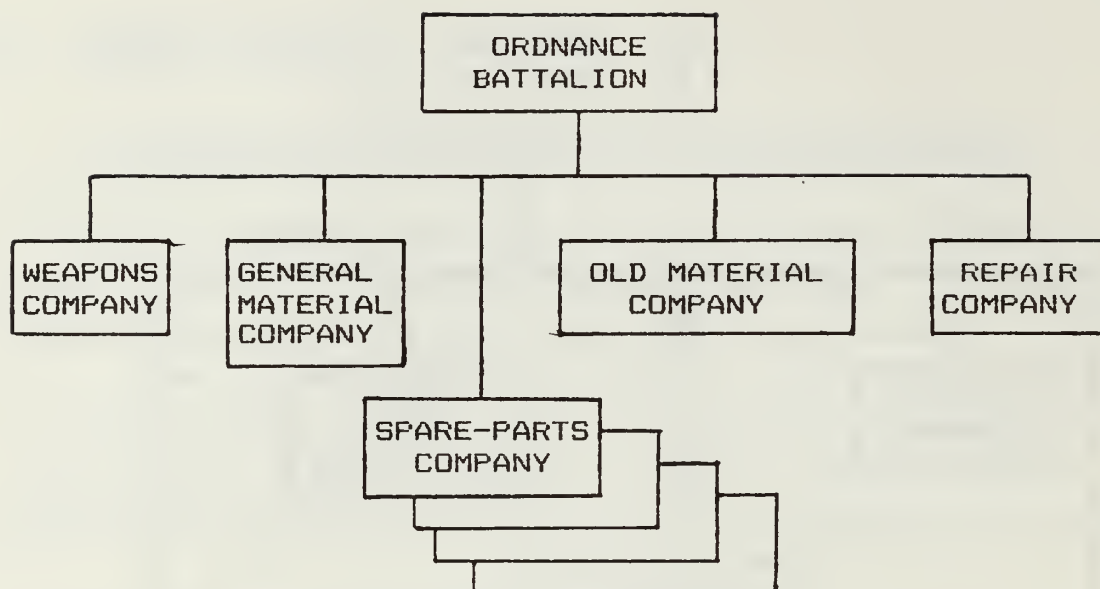 ORDNANCE
BATTALION
WEAPONS
COMPANY
GENERAL
MATERIAL
COMPANY
OLD MATERIAL
COMPANY
REPAIR
COMPANY
SPARE-PARTS
COMPANY